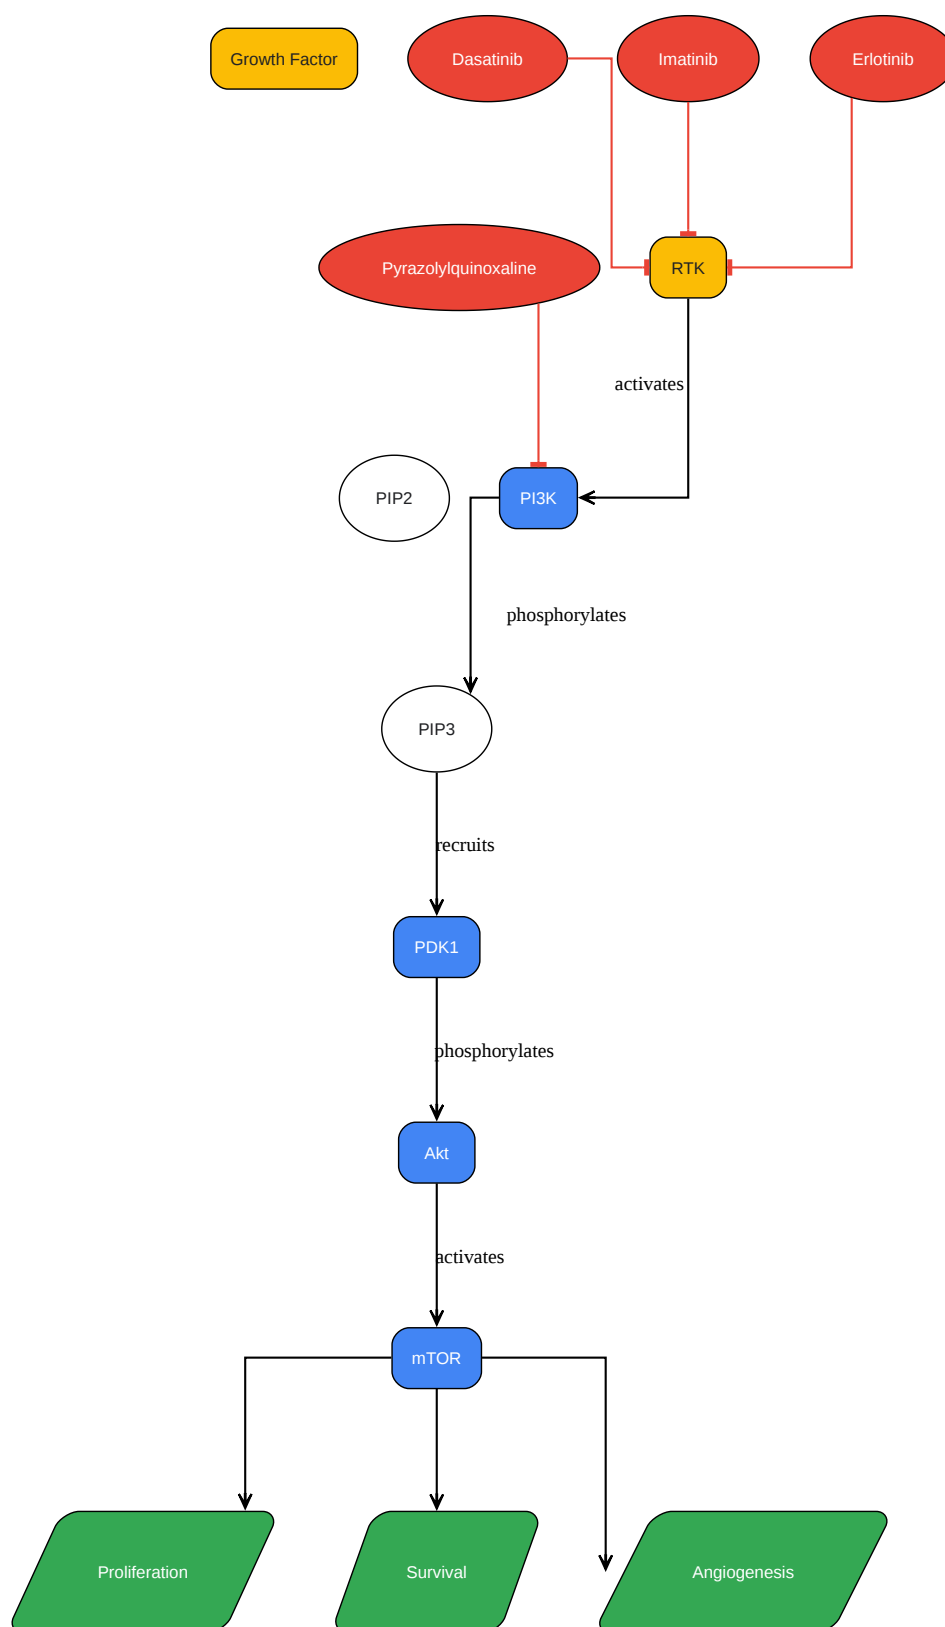 Growth Factor
Dasatinib
Imatinib
Erlotinib
Pyrazolylquinoxaline
RTK
activates
PIP2
PI3K
phosphorylates
PIP3
recruits
PDK1
phosphorylates
Akt
activates
mTOR
Proliferation
Survival
Angiogenesis